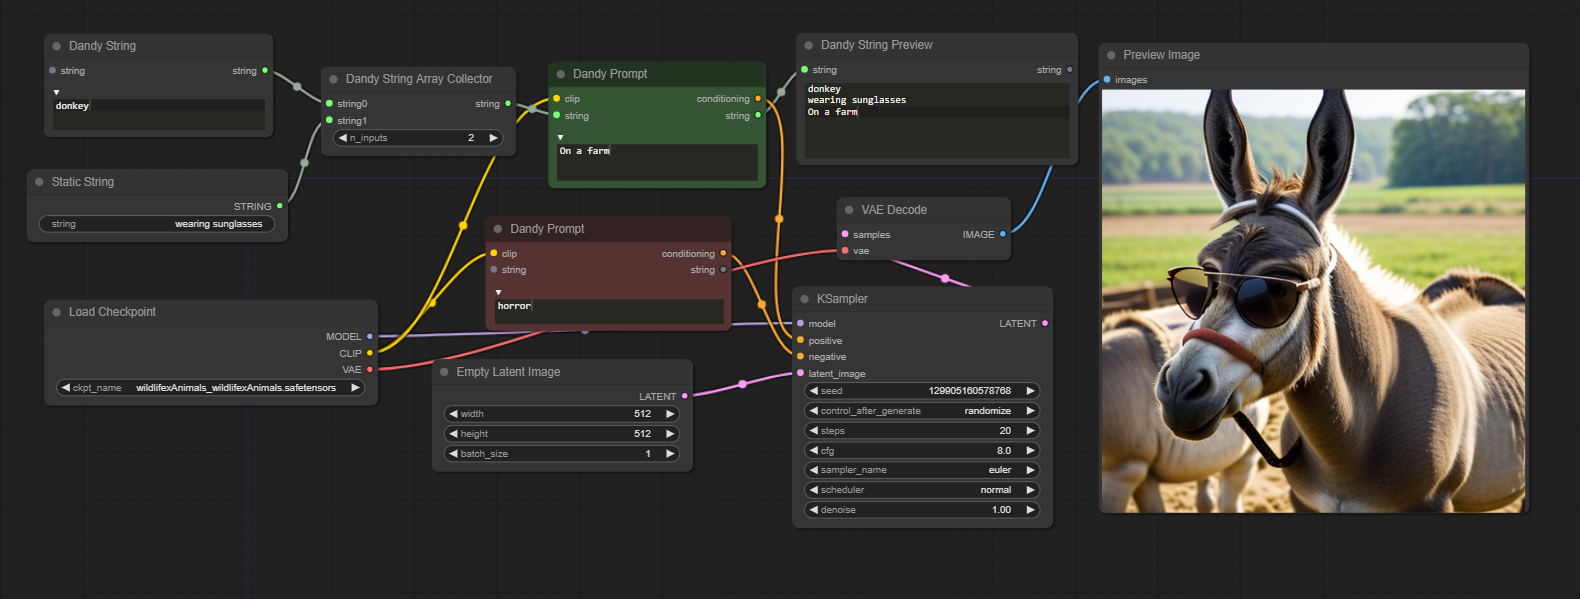 Dandy String
string
string
▼
donkey
Static String
STRING
string
wearing sunglasses
Dandy String Array Collector
string0
string
string1
n_inputs
2
Dandy Prompt
clip
conditioning
string
string
▼
On a farm
Dandy String Preview
string
string
donkey
wearing sunglasses
On a farm
Preview Image
images
Dandy Prompt
clip
conditioning
string
string
▼
horror
VAE Decode
samples
IMAGE
vae
Load Checkpoint
MODEL
CLIP
VAE
ckpt_name
wildlifexAnimals_wildlifexAnimals.safetensors
Empty Latent Image
LATENT
width
512
height
512
batch_size
1
KSampler
model
LATENT
positive
negative
latent_image
seed
129905160578768
control_after_generate
randomize
steps
20
cfg
8.0
sampler_name
euler
scheduler
normal
denoise
1.00